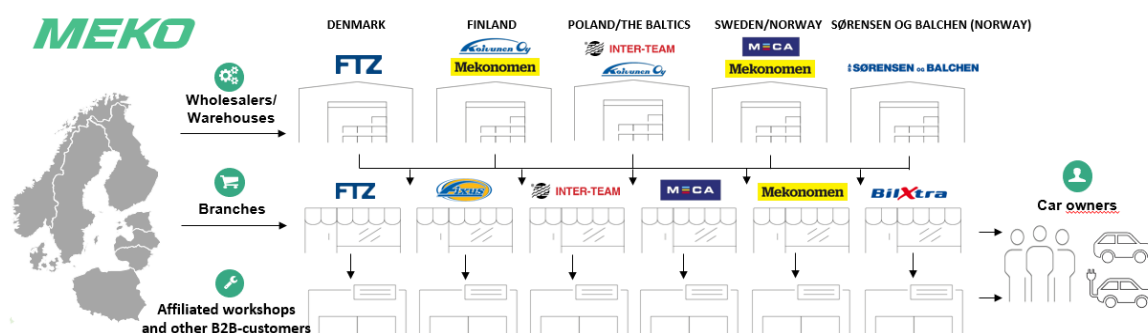 MEKO
DENMARK
FINLAND
POLAND/THE BALTICS
SWEDEN/NORWAY
SØRENSEN OG BALCHEN (NORWAY)
FTZ
Koivunen Oy
Mekonomen
INTER-TEAM
Koivunen Oy
MECA
Mekonomen
SØRENSEN OG BALCHEN
Wholesalers/
Warehouses
Branches
FTZ
Fixus
INTER-TEAM
MECA
Mekonomen
BilXtra
Car owners
Affiliated workshops
and other B2B-customers